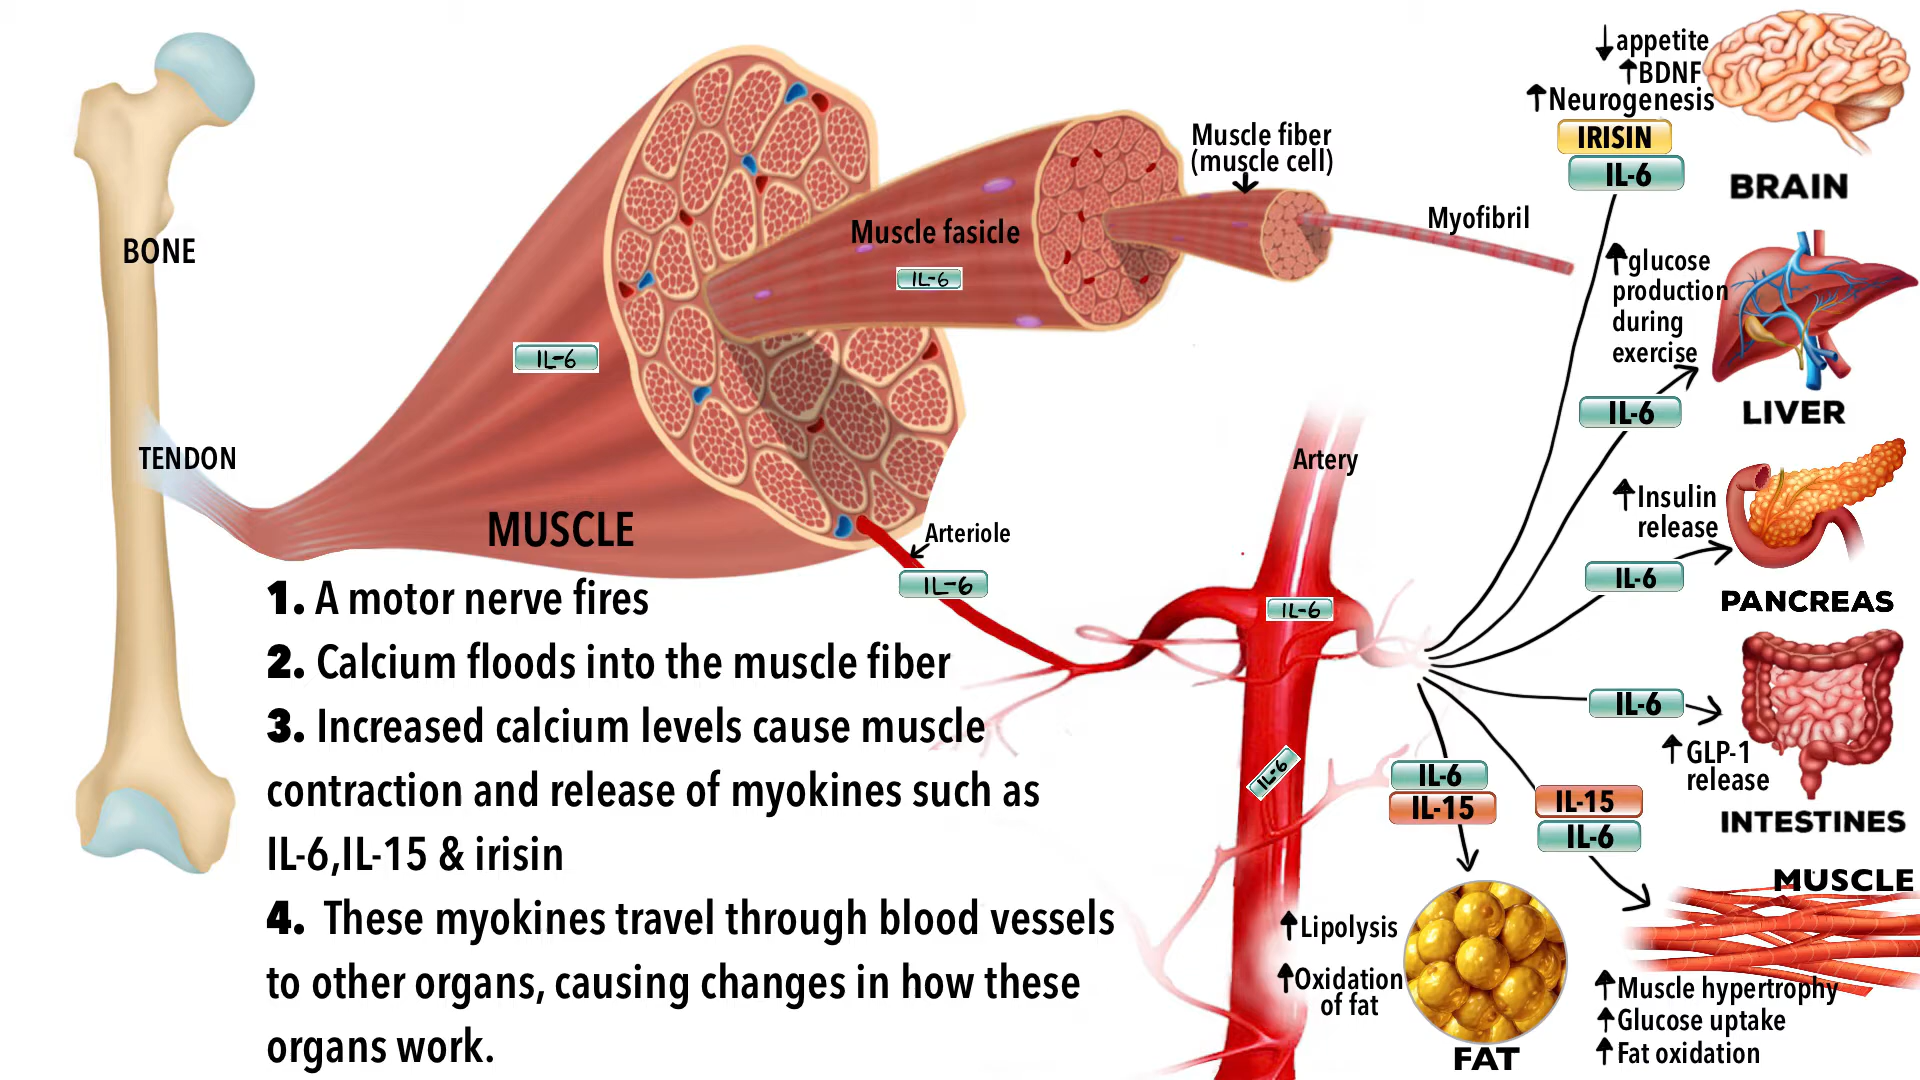 BONE
TENDON
MUSCLE
IL-6
Muscle fasicle
IL-6
Muscle fiber
(muscle cell)
Myofibril
Arteriole
IL-6
Artery
IL-6
IL-6
1. A motor nerve fires
2. Calcium floods into the muscle fiber
3. Increased calcium levels cause muscle
contraction and release of myokines such as
IL-6,IL-15 & irisin
4. These myokines travel through blood vessels
to other organs, causing changes in how these
organs work.
↓appetite
↑BDNF
↑Neurogenesis
IRISIN
IL-6
BRAIN
↑glucose
production
during
exercise
IL-6
LIVER
↑Insulin
release
IL-6
PANCREAS
IL-6
↑GLP-1
release
INTESTINES
IL-6
IL-15
↑Lipolysis
↑Oxidation
of fat
FAT
IL-15
IL-6
MUSCLE
↑Muscle hypertrophy
↑Glucose uptake
↑Fat oxidation